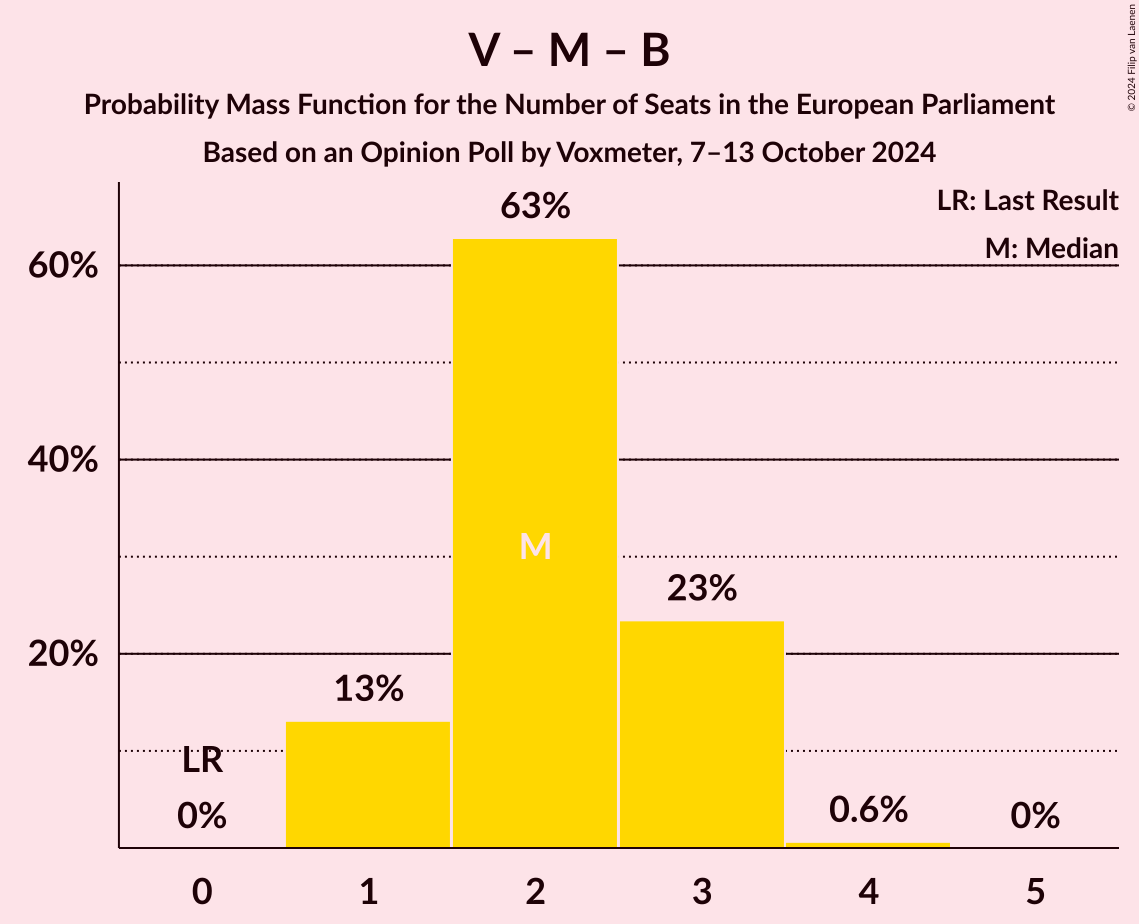 V – M – B
Probability Mass Function for the Number of Seats in the European Parliament
Based on an Opinion Poll by Voxmeter, 7–13 October 2024
© 2024 Filip van Laenen
LR: Last Result
M: Median
63%
60%
40%
M
23%
20%
13%
LR
0%
0.6%
0%
0 1 2 3 4 5